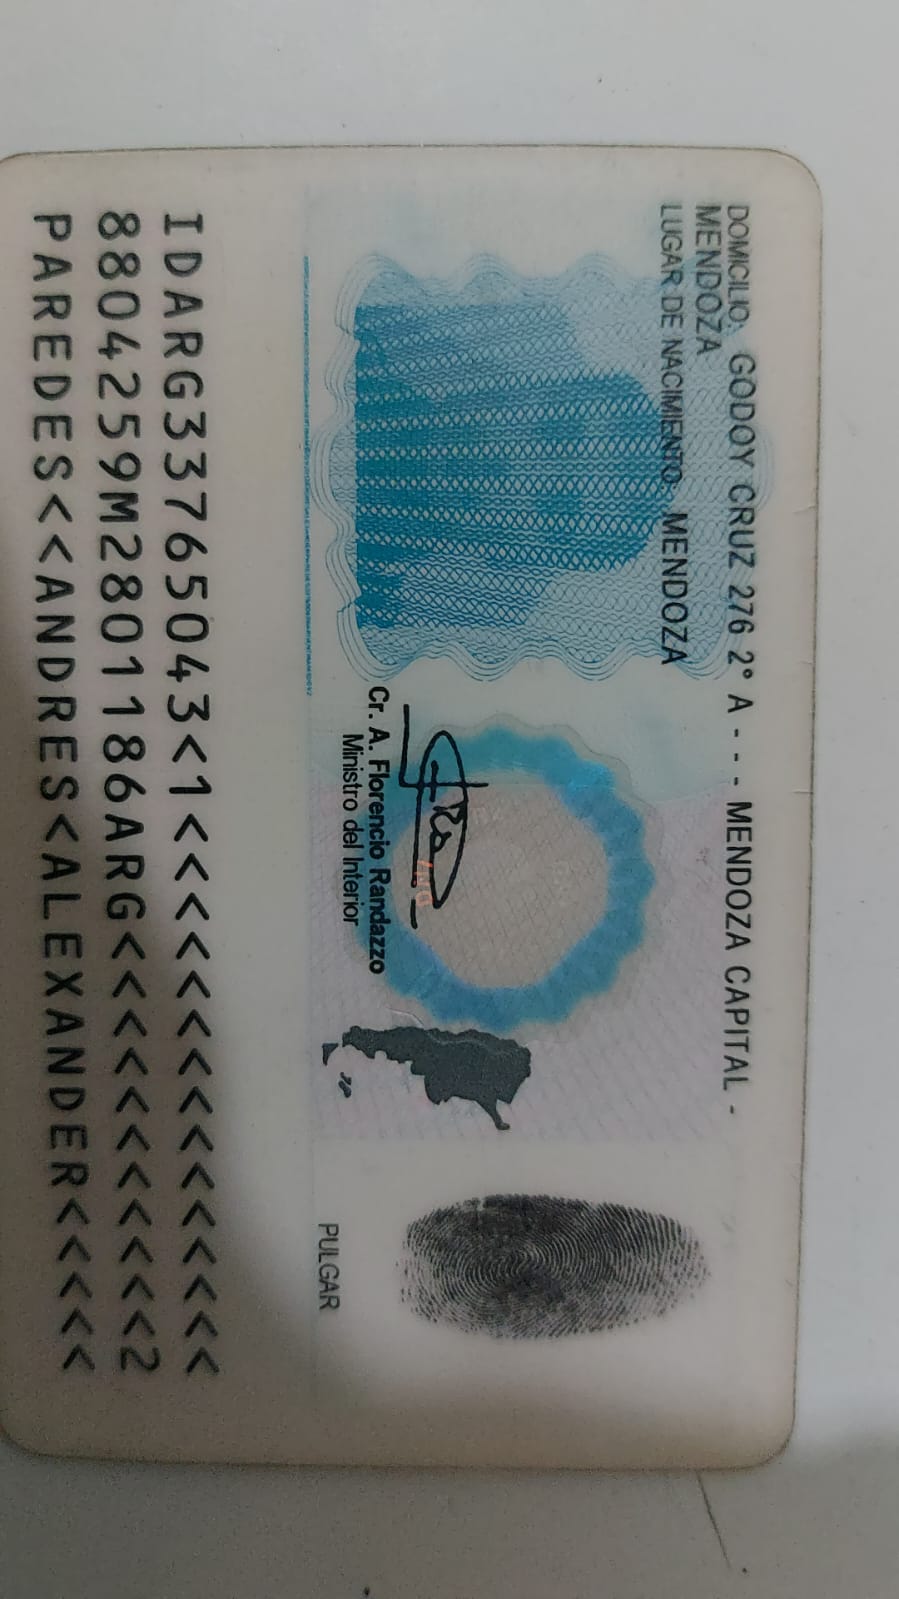 DOMICILIO: GODOY CRUZ 276 2° A - - - MENDOZA CAPITAL -
MENDOZA
LUGAR DE NACIMIENTO: MENDOZA
Cr. A. Florencio Randazzo
Ministro del Interior
PULGAR
IDARG33765043<1<<<<<<<<<<<<<<<
8804259M2801186ARG<<<<<<<<<<<2
PAREDES<<ANDRES<ALEXANDER<<<<<